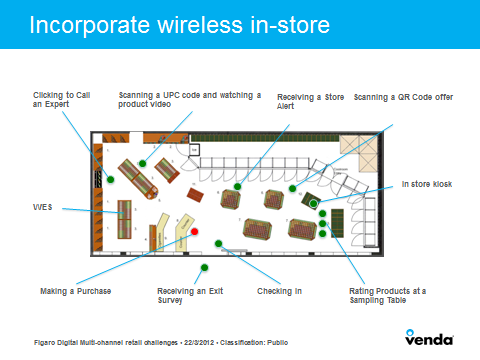 Incorporate wireless in-store
Clicking to Call
an Expert
Scanning a UPC code and watching a
product video
Receiving a Store
Alert
Scanning a QR Code offer
In store kiosk
WES
Making a Purchase
Receiving an Exit
Survey
Checking In
Rating Products at a
Sampling Table
Figaro Digital Multi-channel retail challenges • 22/2/2012 • Classification: Public
venda